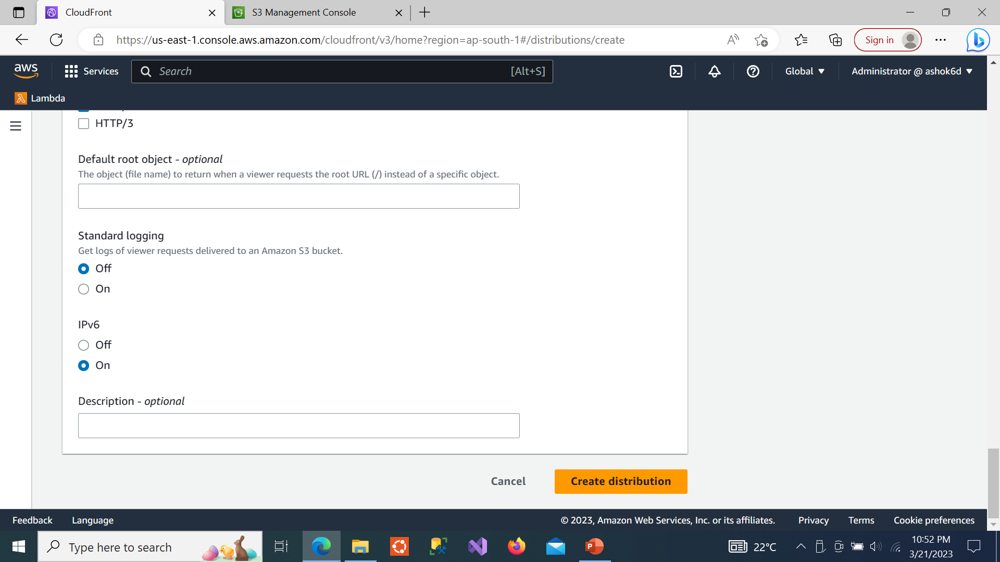 CloudFront
S3 Management Console
https://us-east-1.console.aws.amazon.com/cloudfront/v3/home?region=ap-south-1#/distributions/create
Sign in
aws
Services
Search
[Alt+S]
Global
Administrator @ ashok6d
Lambda
HTTP/3
Default root object - optional
The object (file name) to return when a viewer requests the root URL (/) instead of a specific object.
Standard logging
Get logs of viewer requests delivered to an Amazon S3 bucket.
Off
On
IPv6
Off
On
Description - optional
Cancel
Create distribution
Feedback
Language
© 2023, Amazon Web Services, Inc. or its affiliates.
Privacy
Terms
Cookie preferences
Type here to search
22°C
10:52 PM
3/21/2023